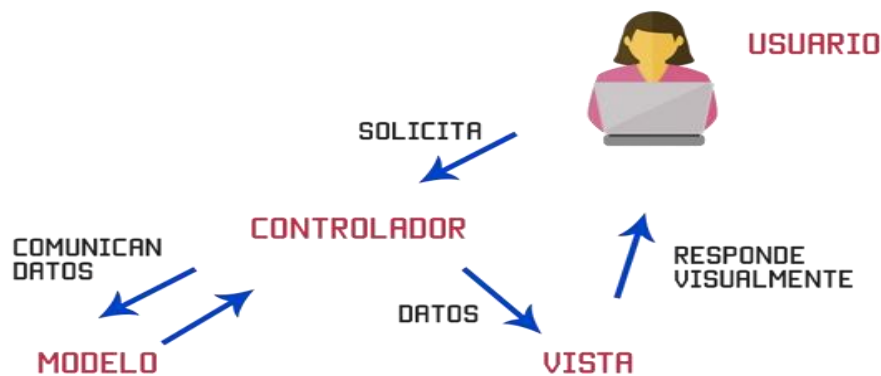 USUARIO
SOLICITA
CONTROLADOR
COMUNICAN
DATOS
RESPONDE
VISUALMENTE
DATOS
MODELO
VISTA